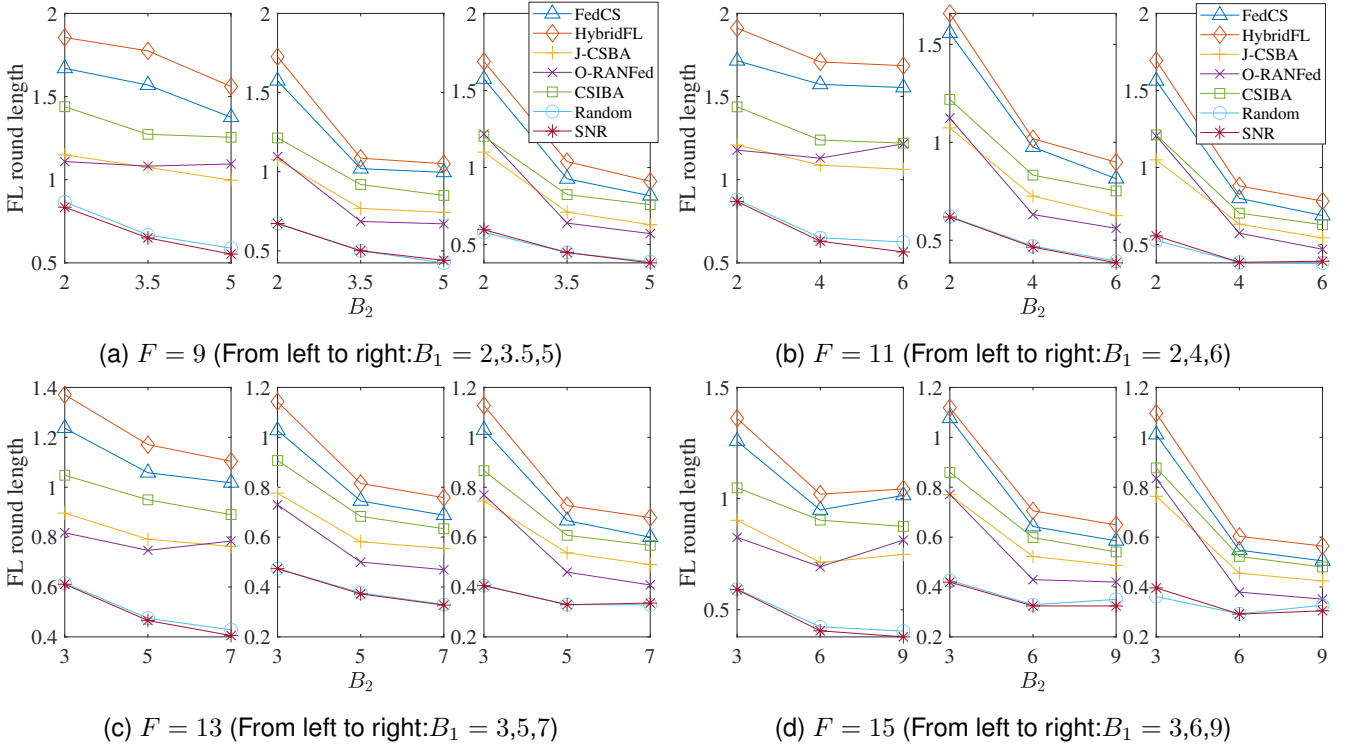 2
1.5
1
0.5
FL round length
2 3.5 5
2
1.5
1
0.5
2 3.5 5
B₂
2
1.5
1
0.5
2 3.5 5
FedCS
HybridFL
J-CSBA
O-RANFed
CSIBA
Random
SNR
(a) F = 9 (From left to right:B₁ = 2,3.5,5)
2
1.5
1
0.5
FL round length
2 4 6
1.5
1
0.5
2 4 6
B₂
2
1.5
1
0.5
2 4 6
FedCS
HybridFL
J-CSBA
O-RANFed
CSIBA
Random
SNR
(b) F = 11 (From left to right:B₁ = 2,4,6)
1.4
1.2
1
0.8
0.6
0.4
FL round length
3 5 7
1.2
1
0.8
0.6
0.4
0.2
3 5 7
B₂
1.2
1
0.8
0.6
0.4
0.2
3 5 7
(c) F = 13 (From left to right:B₁ = 3,5,7)
1.5
1
0.5
FL round length
3 6 9
1.2
1
0.8
0.6
0.4
0.2
3 6 9
B₂
1.2
1
0.8
0.6
0.4
0.2
3 6 9
(d) F = 15 (From left to right:B₁ = 3,6,9)